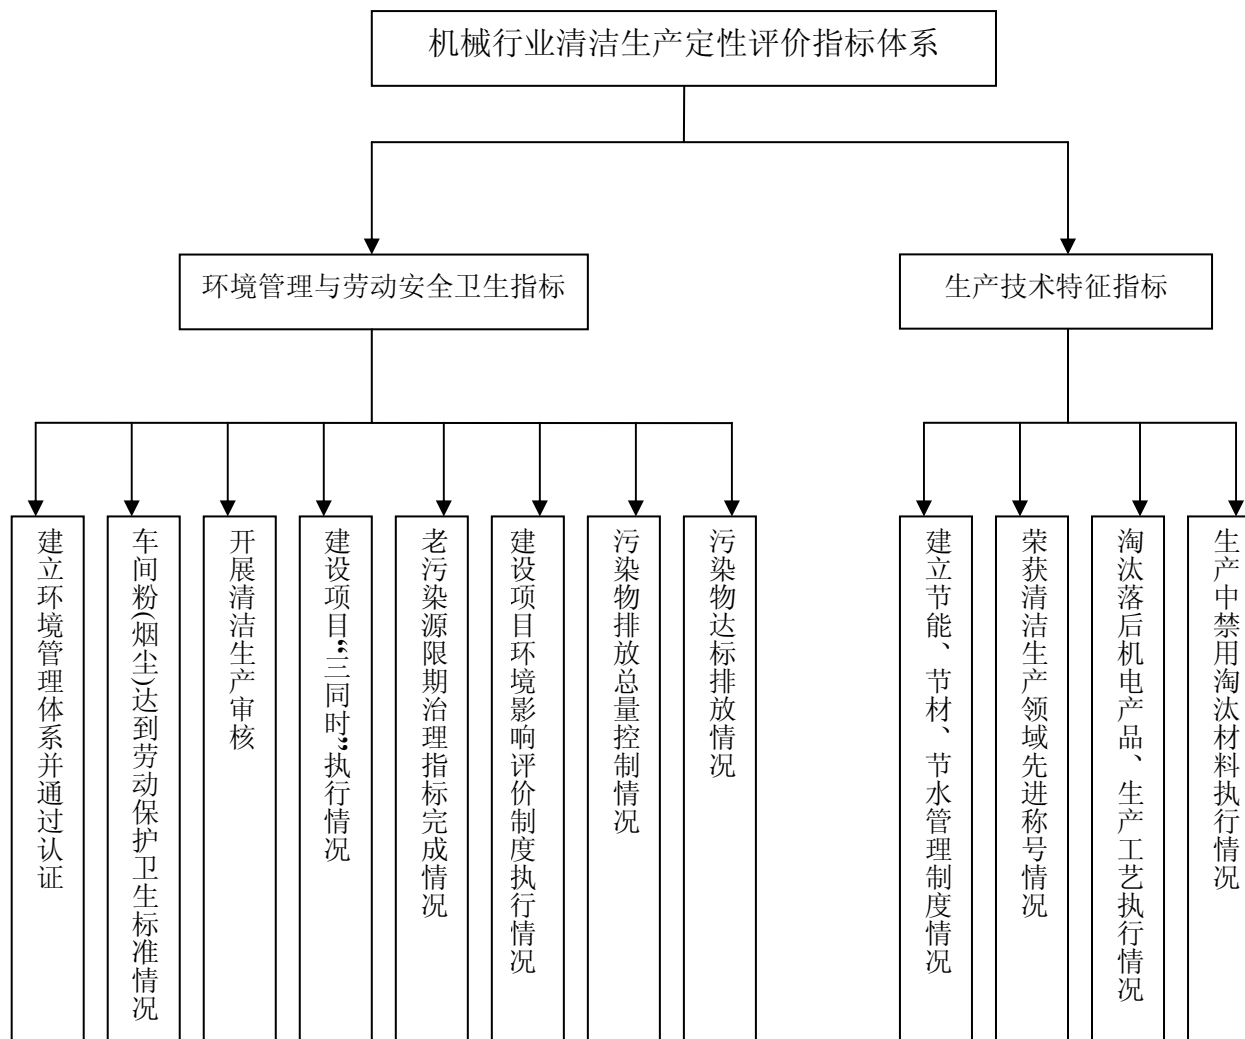 机械行业清洁生产定性评价指标体系
环境管理与劳动安全卫生指标
生产技术特征指标
建立环境管理体系并通过认证
车间粉(烟尘)达到劳动保护卫生标准情况
开展清洁生产审核
建设项目“三同时”执行情况
老污染源限期治理指标完成情况
建设项目环境影响评价制度执行情况
污染物排放总量控制情况
污染物达标排放情况
建立节能、节材、节水管理制度情况
荣获清洁生产领域先进称号情况
淘汰落后机电产品、生产工艺执行情况
生产中禁用淘汰材料执行情况